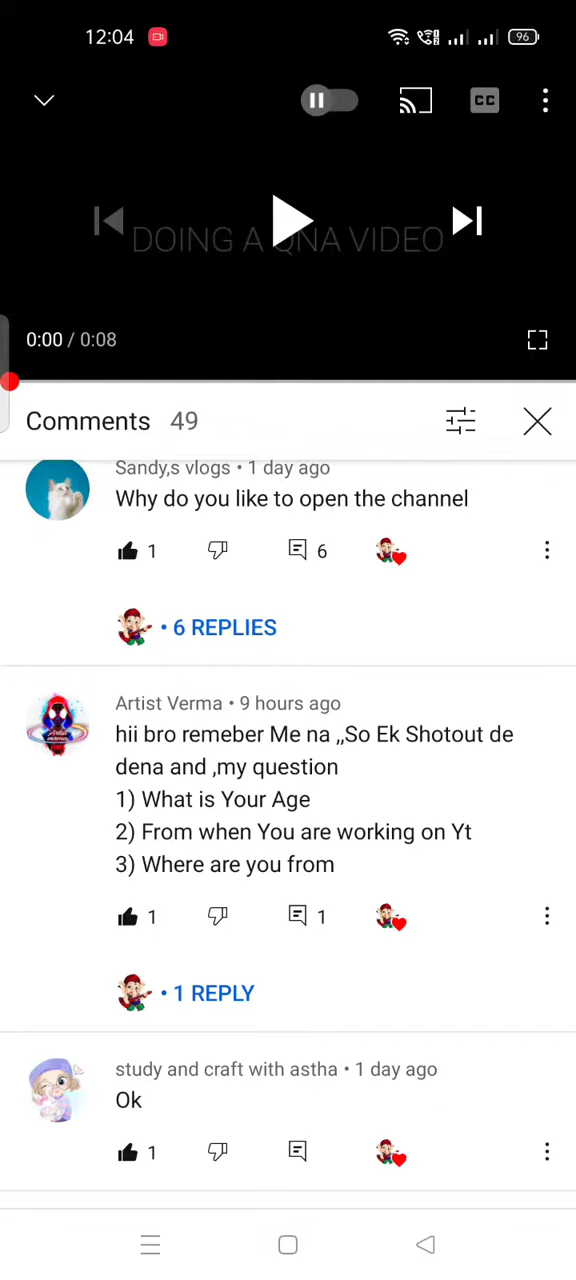 12:04
96
CC
DOING A QNA VIDEO
0:00 / 0:08
Comments 49
Sandy,s vlogs • 1 day ago
Why do you like to open the channel
1 6
• 6 REPLIES
Artist Verma • 9 hours ago
hii bro remeber Me na ,,So Ek Shotout de
dena and ,my question
1) What is Your Age
2) From when You are working on Yt
3) Where are you from
1 1
• 1 REPLY
study and craft with astha • 1 day ago
Ok
1